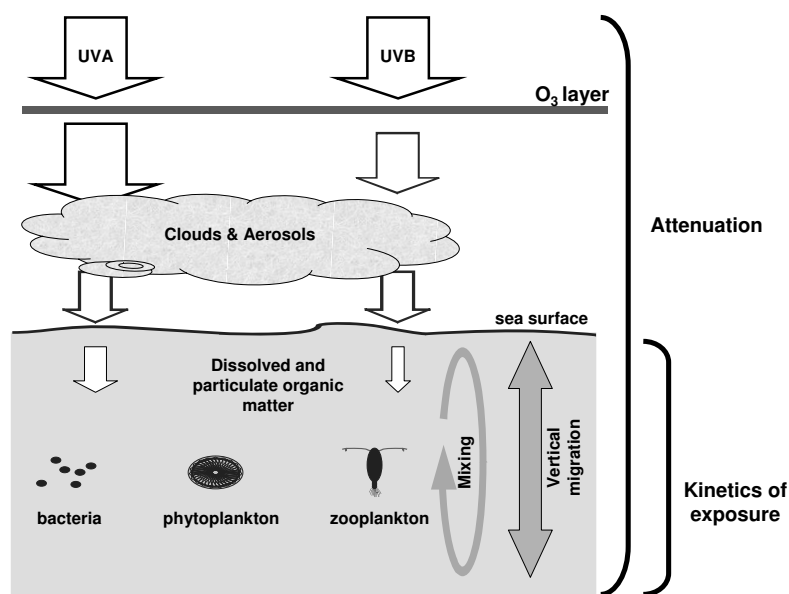 UVA
UVB
O₃ layer
Clouds & Aerosols
Attenuation
sea surface
Dissolved and
particulate organic
matter
Mixing
Vertical
migration
Kinetics of
exposure
bacteria
phytoplankton
zooplankton